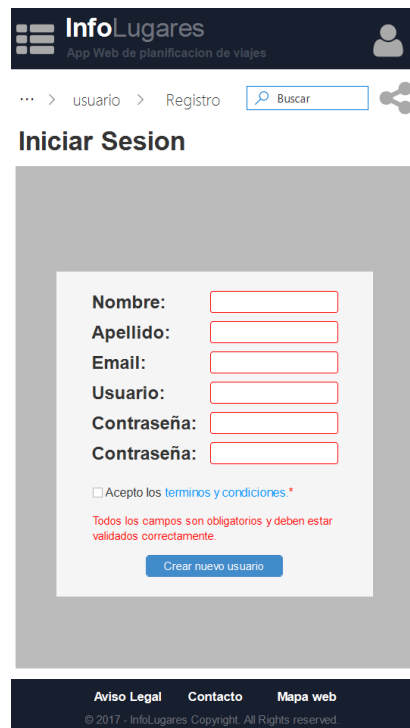 InfoLugares
App Web de planificacion de viajes
... > usuario > Registro Buscar
Iniciar Sesion
Nombre:
Apellido:
Email:
Usuario:
Contraseña:
Contraseña:
Acepto los terminos y condiciones.*
Todos los campos son obligatorios y deben estar
validados correctamente.
Crear nuevo usuario
Aviso Legal Contacto Mapa web
© 2017 - InfoLugares Copyright. All Rights reserved.